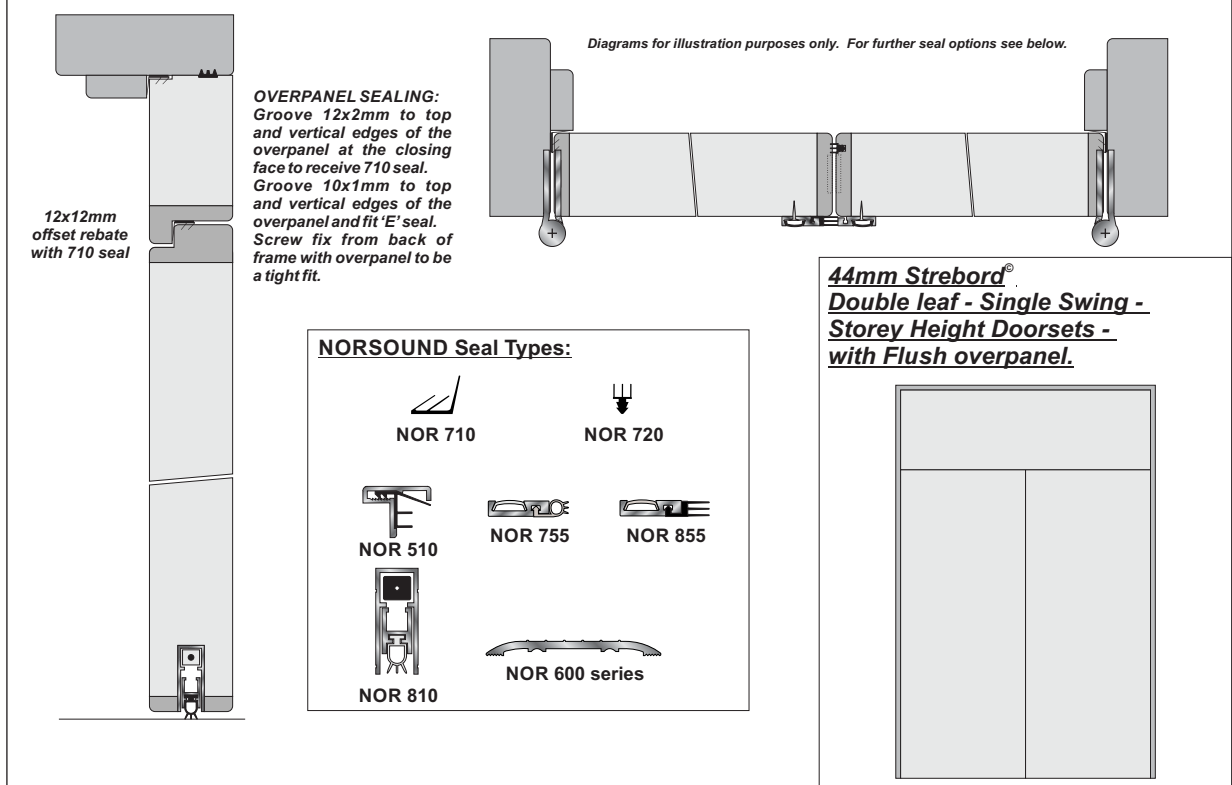 Diagrams for illustration purposes only. For further seal options see below.
OVERPANEL SEALING:
Groove 12x2mm to top
and vertical edges of the
overpanel at the closing
face to receive 710 seal.
Groove 10x1mm to top
and vertical edges of the
overpanel and fit ‘E’ seal.
Screw fix from back of
frame with overpanel to be
a tight fit.
12x12mm
offset rebate
with 710 seal
44mm Strebord©
Double leaf - Single Swing -
Storey Height Doorsets -
with Flush overpanel.
NORSOUND Seal Types:
NOR 710
NOR 720
NOR 510
NOR 755
NOR 855
NOR 810
NOR 600 series